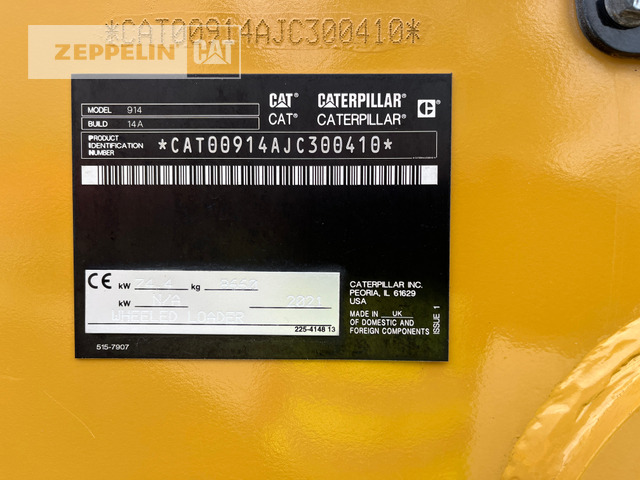 *CAT00914AJC300410*
ZEPPELIN CAT
CAT® CATERPILLAR®
MODEL 914
BUILD 14A
CAT® CATERPILLAR® C®
PRODUCT IDENTIFICATION NUMBER *CAT00914AJC300410*
CE kW 74.4 kg
kW N/A 2021
WHEELED LOADER
225-4148 13
CATERPILLAR INC.
PEORIA, IL 61629
USA
MADE IN UK
OF DOMESTIC AND
FOREIGN COMPONENTS
ISSUE 1
515-7907